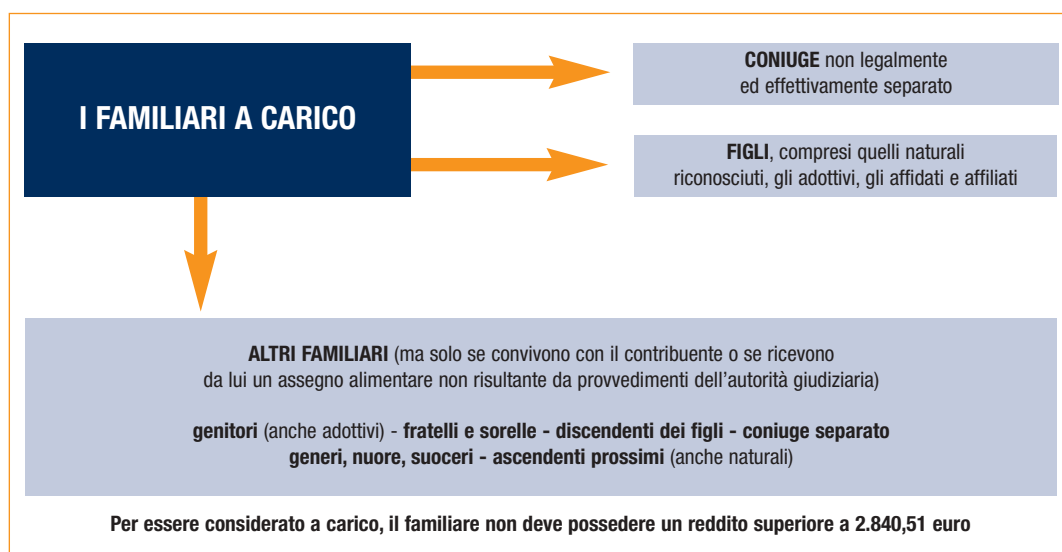 I FAMILIARI A CARICO
CONIUGE non legalmente
ed effettivamente separato
FIGLI, compresi quelli naturali
riconosciuti, gli adottivi, gli affidati e affiliati
ALTRI FAMILIARI (ma solo se convivono con il contribuente o se ricevono
da lui un assegno alimentare non risultante da provvedimenti dell'autorità giudiziaria)
genitori (anche adottivi) - fratelli e sorelle - discendenti dei figli - coniuge separato
generi, nuore, suoceri - ascendenti prossimi (anche naturali)
Per essere considerato a carico, il familiare non deve possedere un reddito superiore a 2.840,51 euro